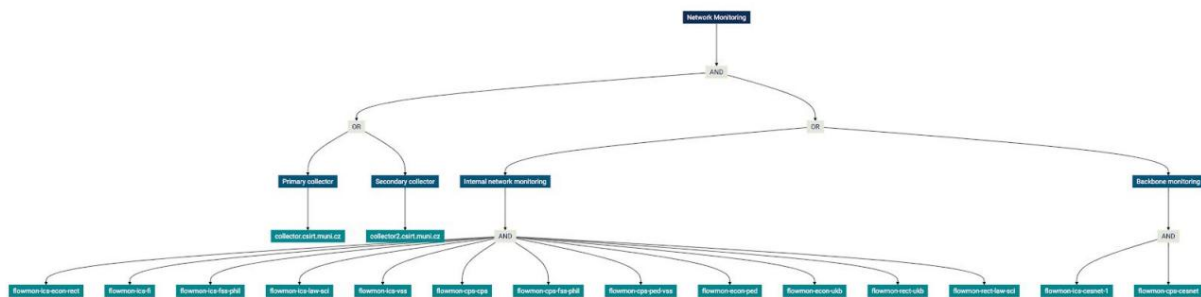 Network Monitoring
AND
OR
OR
Primary collector
Secondary collector
Internal network monitoring
Backbone monitoring
collector.csirt.muni.cz
collector2.csirt.muni.cz
AND
AND
flowmon-ics-econ-rect
flowmon-ics-fi
flowmon-ics-fss-phil
flowmon-ics-law-sci
flowmon-ics-vss
flowmon-cps-cps
flowmon-cps-fss-phil
flowmon-cps-ped-vss
flowmon-econ-ped
flowmon-econ-ukb
flowmon-rect-ukb
flowmon-rect-law-sci
flowmon-ics-cesnet-1
flowmon-cps-cesnet